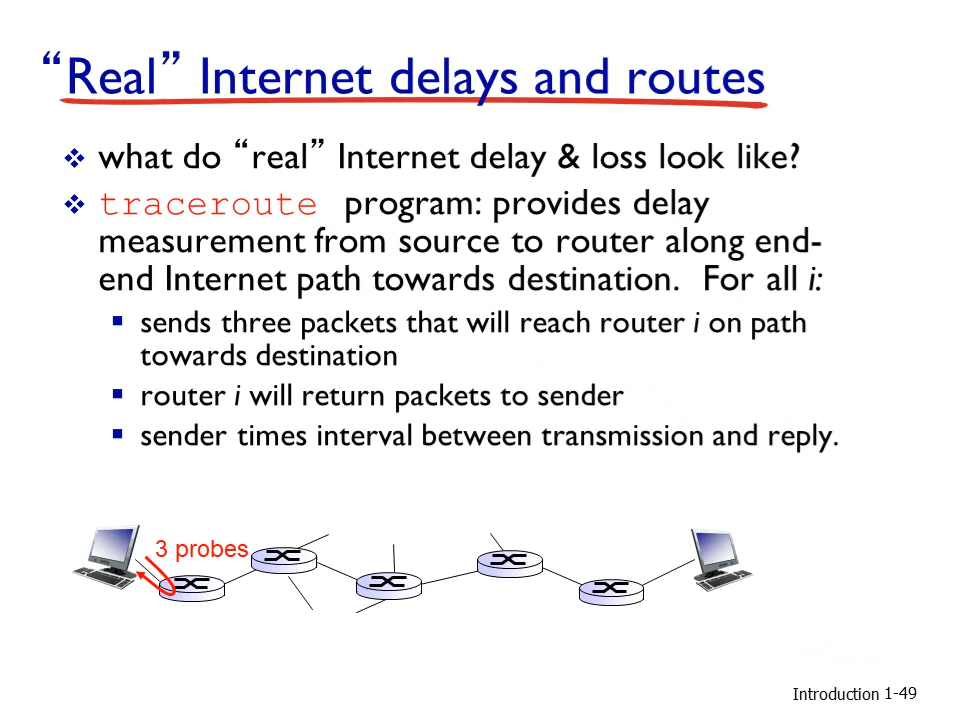 “Real” Internet delays and routes
what do “real” Internet delay & loss look like?
traceroute program: provides delay
measurement from source to router along end-
end Internet path towards destination. For all i:
sends three packets that will reach router i on path
towards destination
router i will return packets to sender
sender times interval between transmission and reply.
3 probes
Introduction 1-49